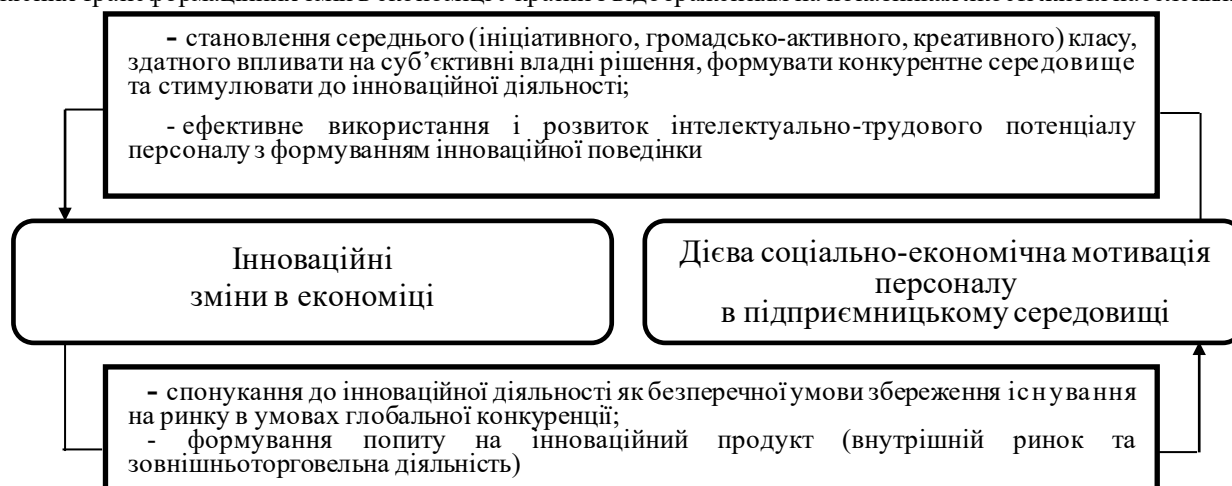 - становлення середнього (ініціативного, громадсько-активного, креативного) класу,
здатного впливати на суб’єктивні владні рішення, формувати конкурентне середовище
та стимулювати до інноваційної діяльності;
- ефективне використання і розвиток інтелектуально-трудового потенціалу
персоналу з формуванням інноваційної поведінки
Інноваційні
зміни в економіці
Дієва соціально-економічна мотивація
персоналу
в підприємницькому середовищі
- спонукання до інноваційної діяльності як безперечної умови збереження існування
на ринку в умовах глобальної конкуренції;
- формування попиту на інноваційний продукт (внутрішній ринок та
зовнішньоторговельна діяльність)